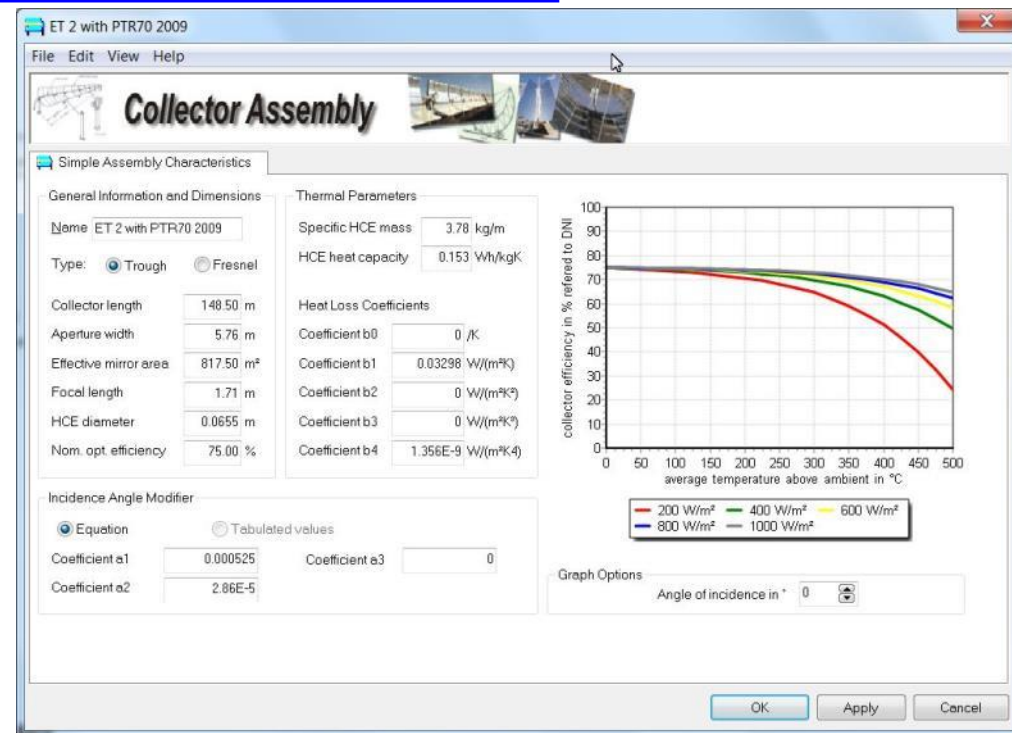 ET 2 with PTR70 2009
File Edit View Help
Collector Assembly
Simple Assembly Characteristics
General Information and Dimensions
Name ET 2 with PTR70 2009
Type: Trough Fresnel
Collector length 148.50 m
Aperture width 5.76 m
Effective mirror area 817.50 m²
Focal length 1.71 m
HCE diameter 0.0655 m
Nom. opt. efficiency 75.00 %
Thermal Parameters
Specific HCE mass 3.78 kg/m
HCE heat capacity 0.153 Wh/kgK
Heat Loss Coefficients
Coefficient b0 0 /K
Coefficient b1 0.03298 W/(m²K)
Coefficient b2 0 W/(m²K²)
Coefficient b3 0 W/(m²K³)
Coefficient b4 1.356E-9 W/(m²K4)
collector efficiency in % refered to DNI
100
90
80
70
60
50
40
30
20
10
0
0 50 100 150 200 250 300 350 400 450 500
average temperature above ambient in °C
200 W/m² 400 W/m² 600 W/m²
800 W/m² 1000 W/m²
Incidence Angle Modifier
Equation Tabulated values
Coefficient a1 0.000525 Coefficient a3 0
Coefficient a2 2.86E-5
Graph Options
Angle of incidence in ° 0
OK Apply Cancel